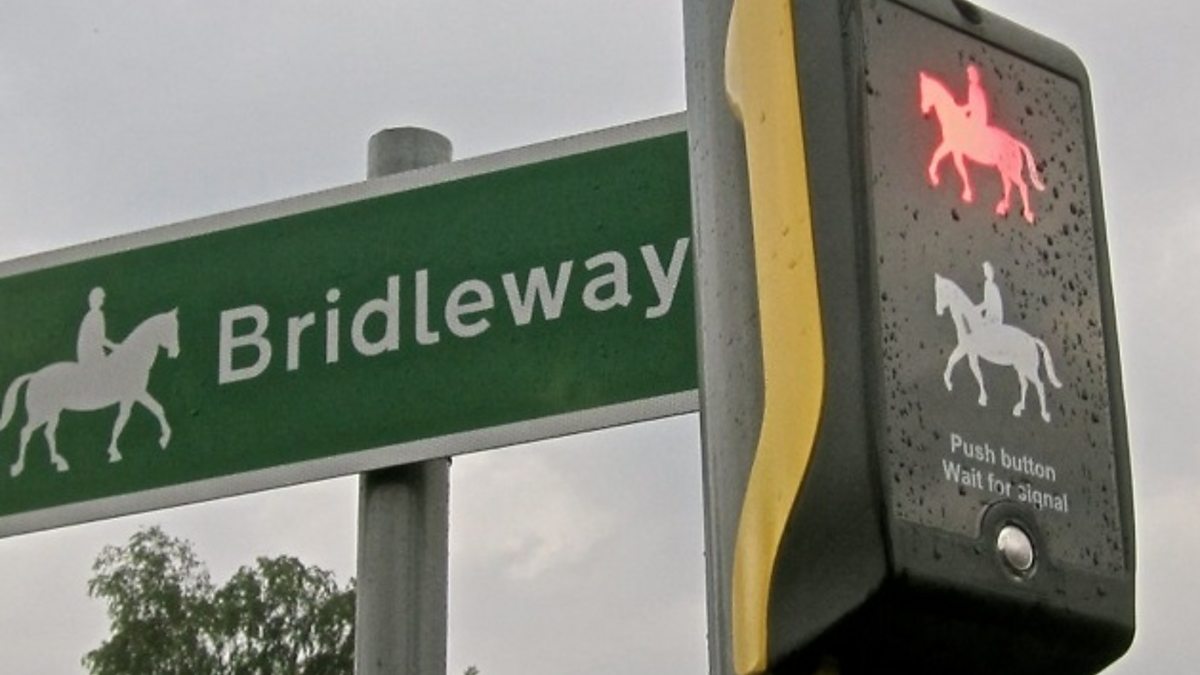 Bridleway
Push button
Wait for signal